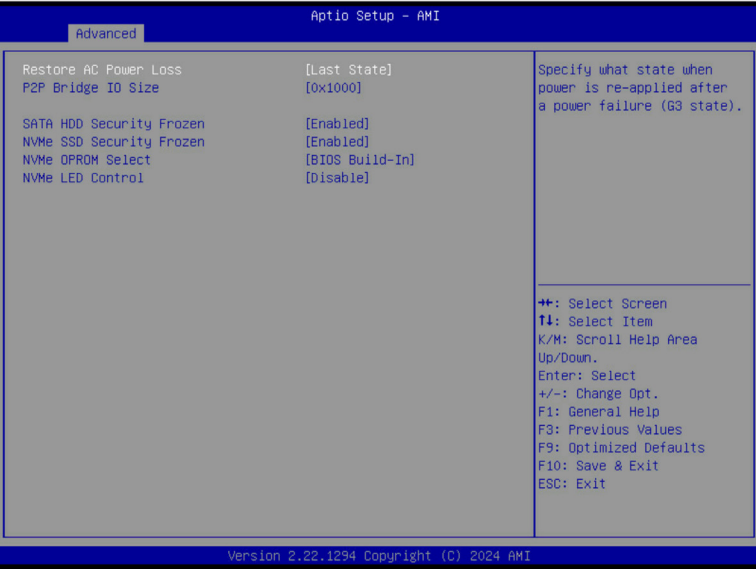 Aptio Setup – AMI
Advanced
Restore AC Power Loss [Last State]
P2P Bridge IO Size [0x1000]
SATA HDD Security Frozen [Enabled]
NVMe SSD Security Frozen [Enabled]
NVMe OPROM Select [BIOS Build-In]
NVMe LED Control [Disable]
Specify what state when
power is re-applied after
a power failure (G3 state).
→←: Select Screen
↑↓: Select Item
K/M: Scroll Help Area
Up/Down.
Enter: Select
+/-: Change Opt.
F1: General Help
F3: Previous Values
F9: Optimized Defaults
F10: Save & Exit
ESC: Exit
Version 2.22.1294 Copyright (C) 2024 AMI